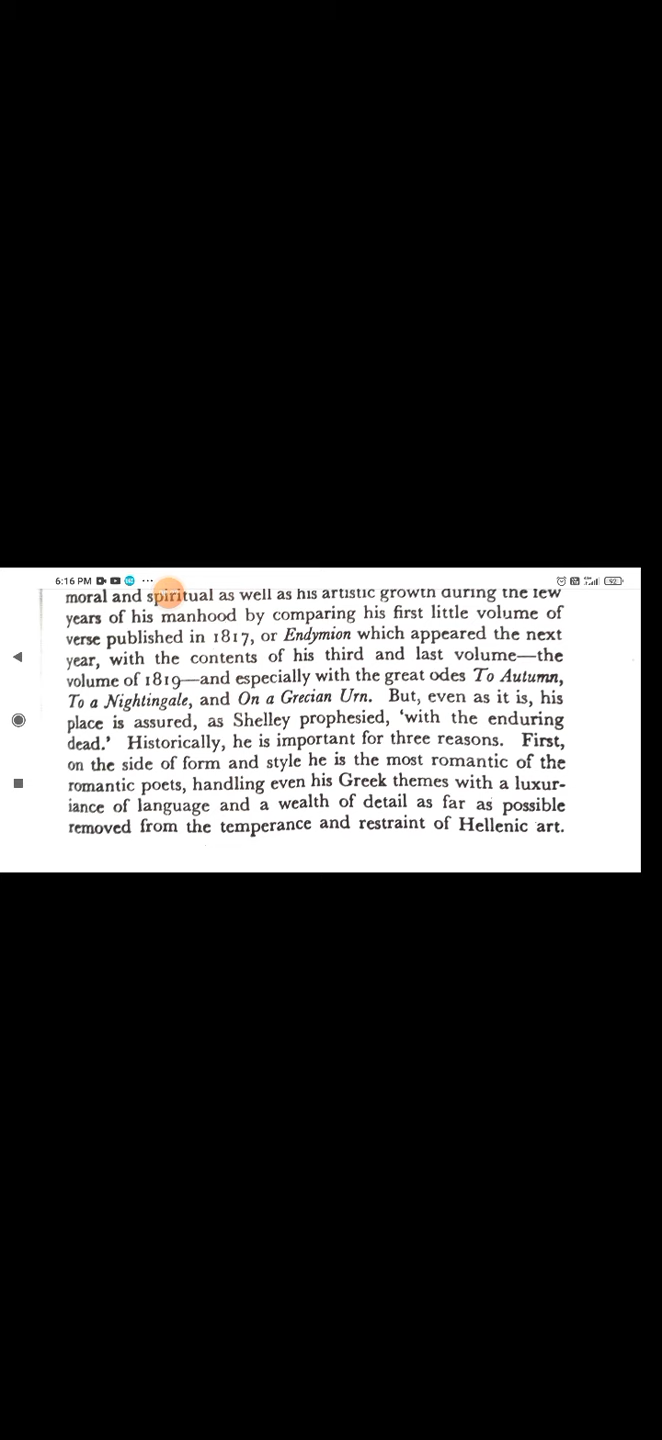 6:16 PM
92
moral and spiritual as well as his artistic growth during the few
years of his manhood by comparing his first little volume of
verse published in 1817, or Endymion which appeared the next
year, with the contents of his third and last volume—the
volume of 1819—and especially with the great odes To Autumn,
To a Nightingale, and On a Grecian Urn. But, even as it is, his
place is assured, as Shelley prophesied, ‘with the enduring
dead.’ Historically, he is important for three reasons. First,
on the side of form and style he is the most romantic of the
romantic poets, handling even his Greek themes with a luxur-
iance of language and a wealth of detail as far as possible
removed from the temperance and restraint of Hellenic art.